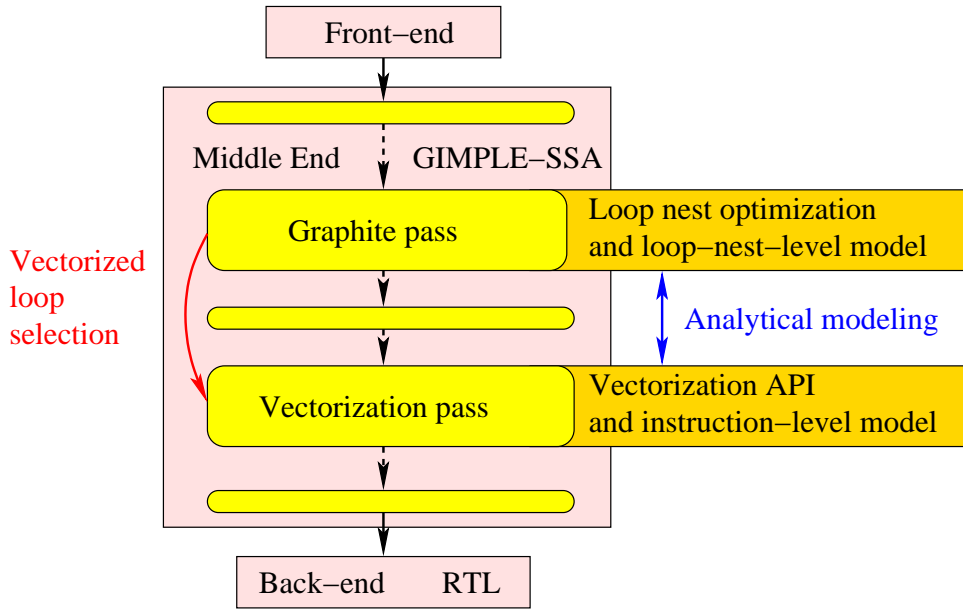 Front−end
Middle End GIMPLE−SSA
Graphite pass
Loop nest optimization
and loop−nest−level model
Vectorized
loop
selection
Analytical modeling
Vectorization pass
Vectorization API
and instruction−level model
Back−end RTL